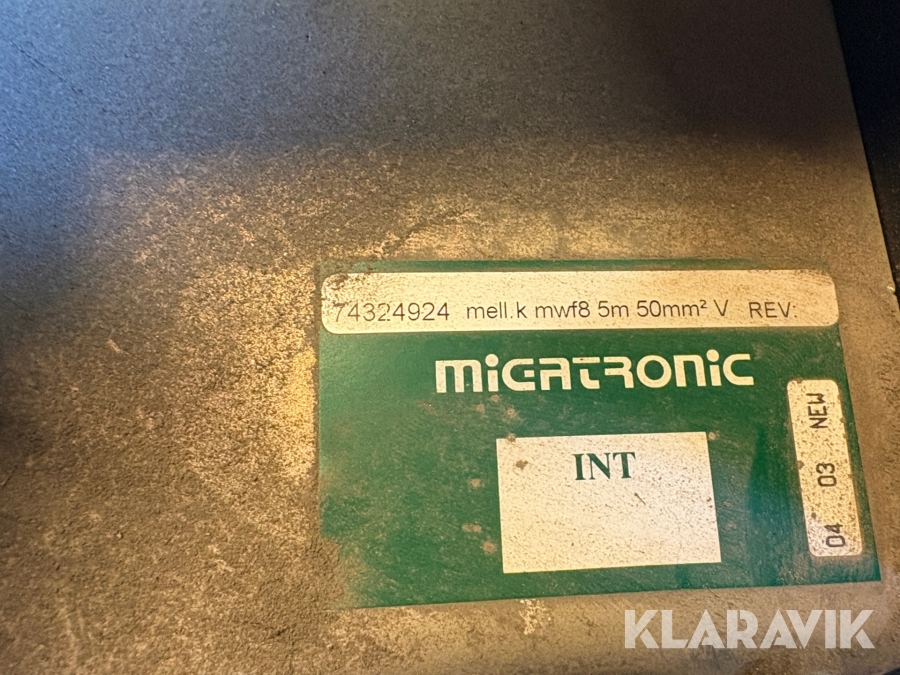 74324924 mell.k mwf8 5m 50mm² V REV:
MIGATRONIC
INT
04 03 NEW
KLARAVIK